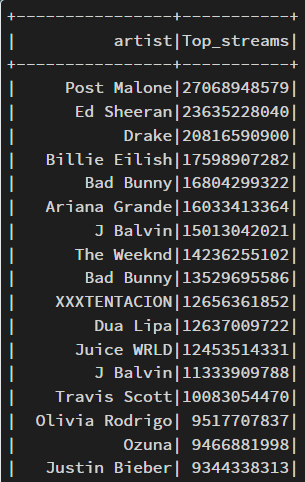 +----------------+-----------+
|          artist|Top_streams|
+----------------+-----------+
|     Post Malone|27068948579|
|      Ed Sheeran|23635228040|
|           Drake|20816590900|
|   Billie Eilish|17598907282|
|       Bad Bunny|16804299322|
|   Ariana Grande|16033413364|
|        J Balvin|15013042021|
|      The Weeknd|14236255102|
|       Bad Bunny|13529695586|
|    XXXTENTACION|12656361852|
|        Dua Lipa|12637009722|
|      Juice WRLD|12453514331|
|        J Balvin|11333909788|
|    Travis Scott|10083054470|
|  Olivia Rodrigo| 9517707837|
|           Ozuna| 9466881998|
|   Justin Bieber| 9344338313|